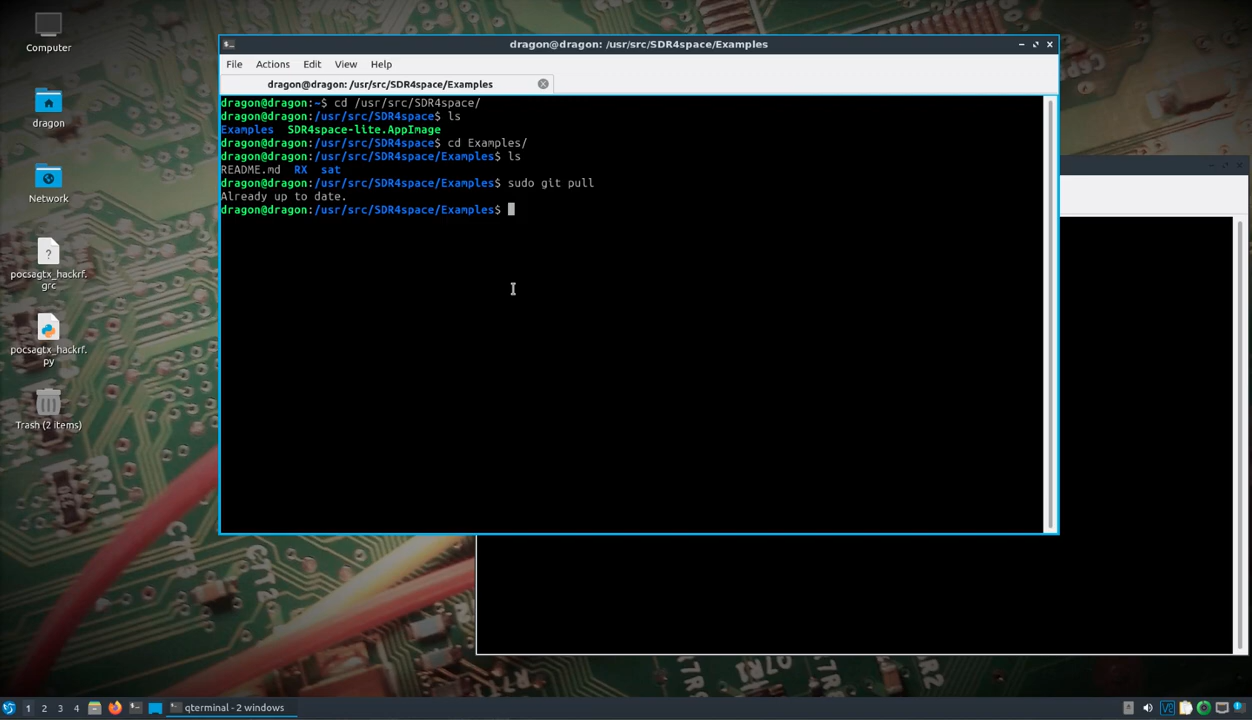 Computer
dragon
Network
pocsagtx_hackrf.
grc
pocsagtx_hackrf.
py
Trash (2 items)
dragon@dragon: /usr/src/SDR4space/Examples
File Actions Edit View Help
dragon@dragon: /usr/src/SDR4space/Examples
dragon@dragon:~$ cd /usr/src/SDR4space/
dragon@dragon:/usr/src/SDR4space$ ls
Examples SDR4space-lite.AppImage
dragon@dragon:/usr/src/SDR4space$ cd Examples/
dragon@dragon:/usr/src/SDR4space/Examples$ ls
README.md RX sat
dragon@dragon:/usr/src/SDR4space/Examples$ sudo git pull
Already up to date.
dragon@dragon:/usr/src/SDR4space/Examples$
1 2 3 4 qterminal - 2 windows